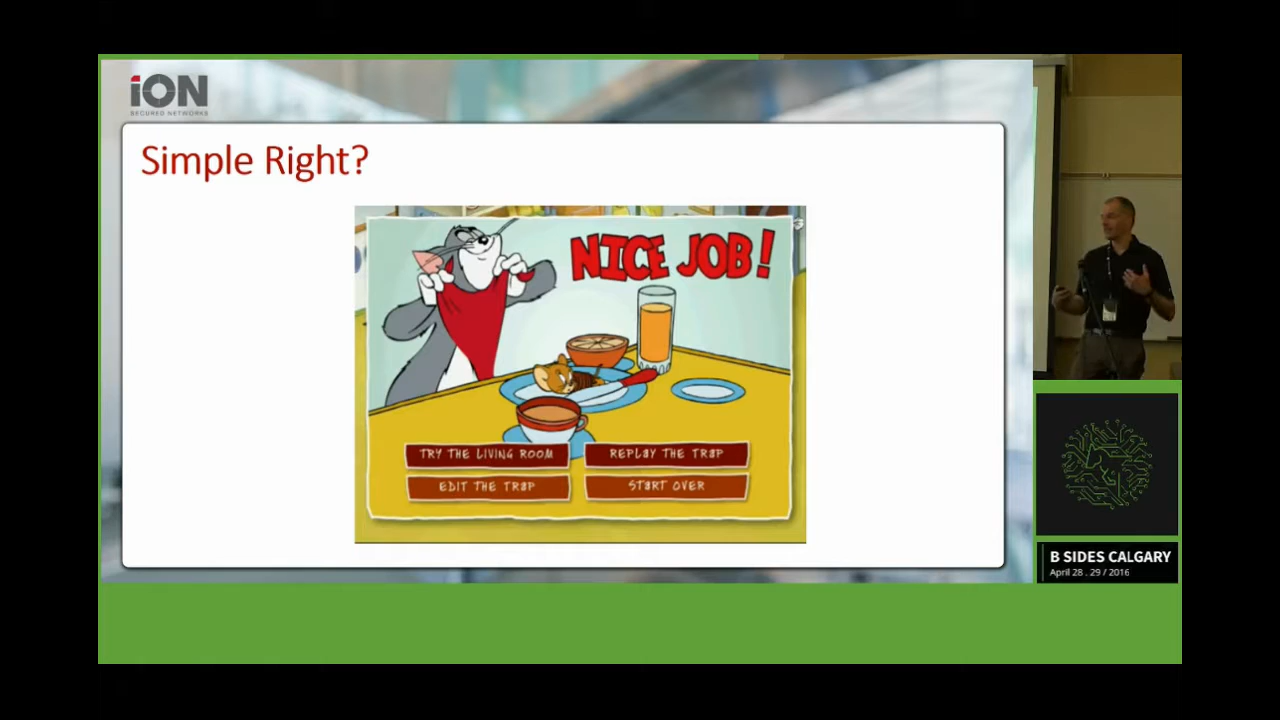 iON
SECURED NETWORKS
Simple Right?
NICE JOB!
TRY THE LIVING ROOM
REPLAY THE TRAP
EDIT THE TRAP
START OVER
B SIDES CALGARY
April 28 . 29 / 2016